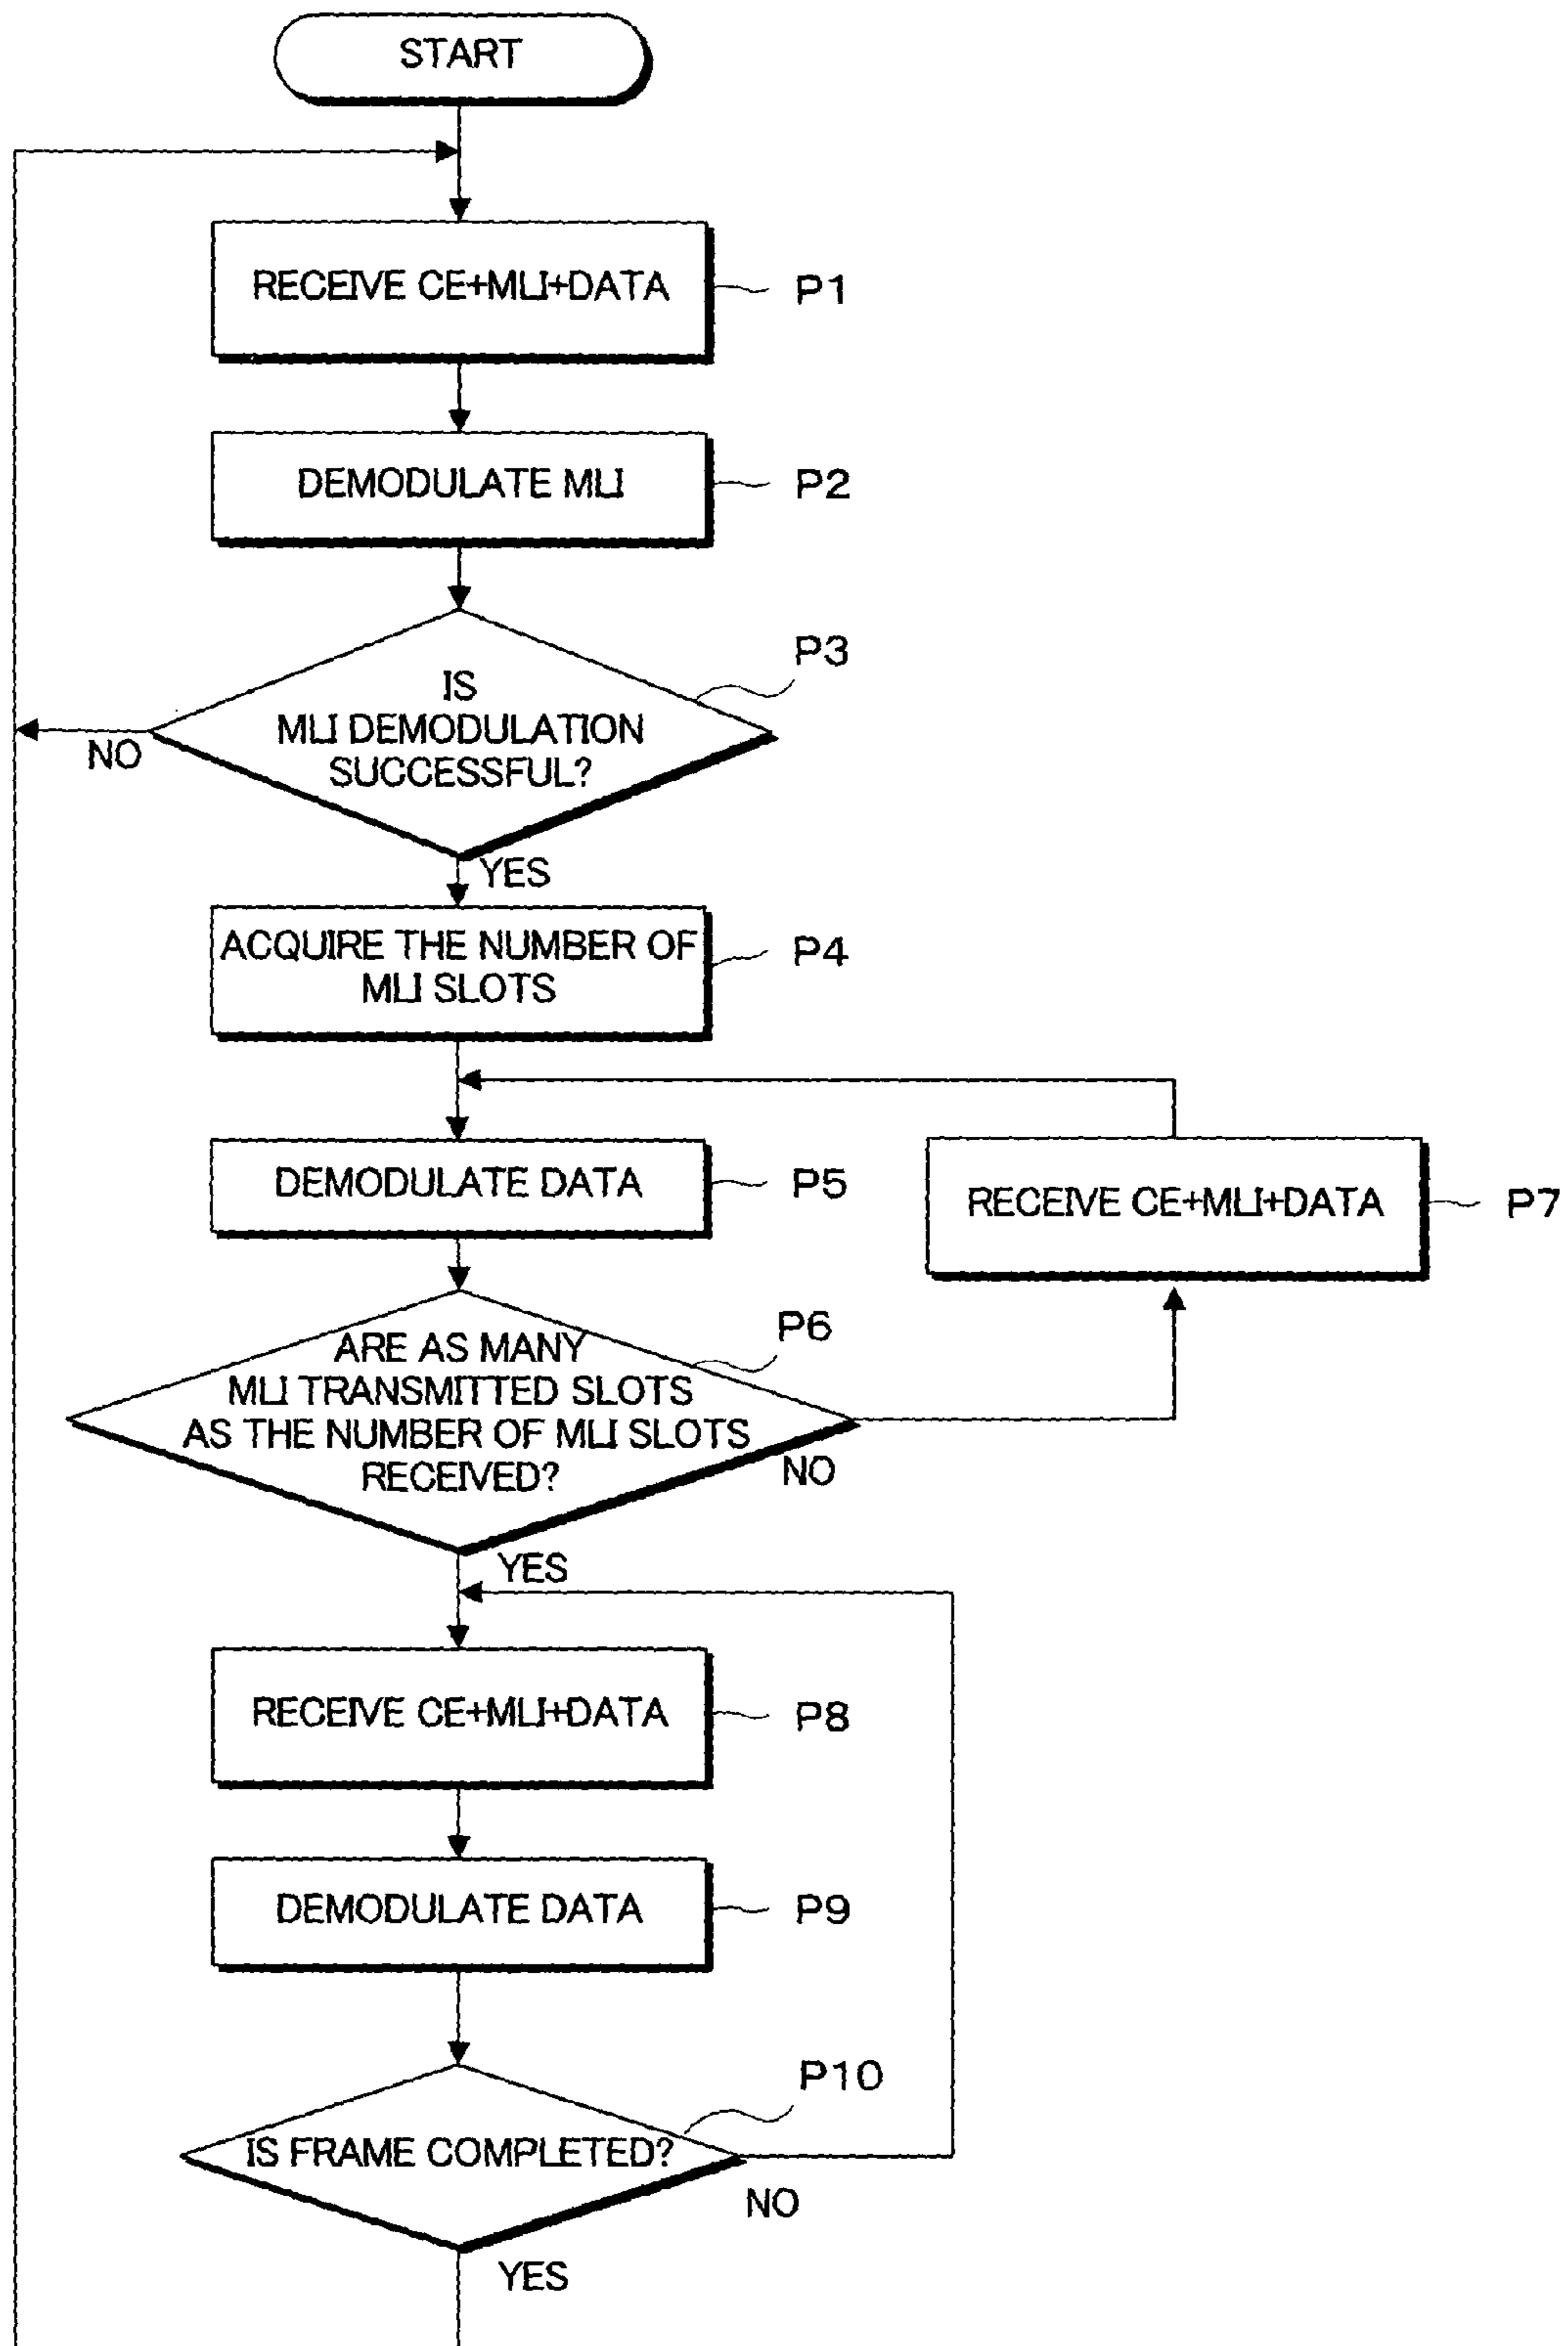 START
RECEIVE CE+MLI+DATA
P1
DEMODULATE MLI
P2
P3
IS
MLI DEMODULATION
SUCCESSFUL?
NO
YES
ACQUIRE THE NUMBER OF
MLI SLOTS
P4
DEMODULATE DATA
P5
RECEIVE CE+MLI+DATA
P7
P6
ARE AS MANY
MLI TRANSMITTED SLOTS
AS THE NUMBER OF MLI SLOTS
RECEIVED?
NO
YES
RECEIVE CE+MLI+DATA
P8
DEMODULATE DATA
P9
P10
IS FRAME COMPLETED?
NO
YES